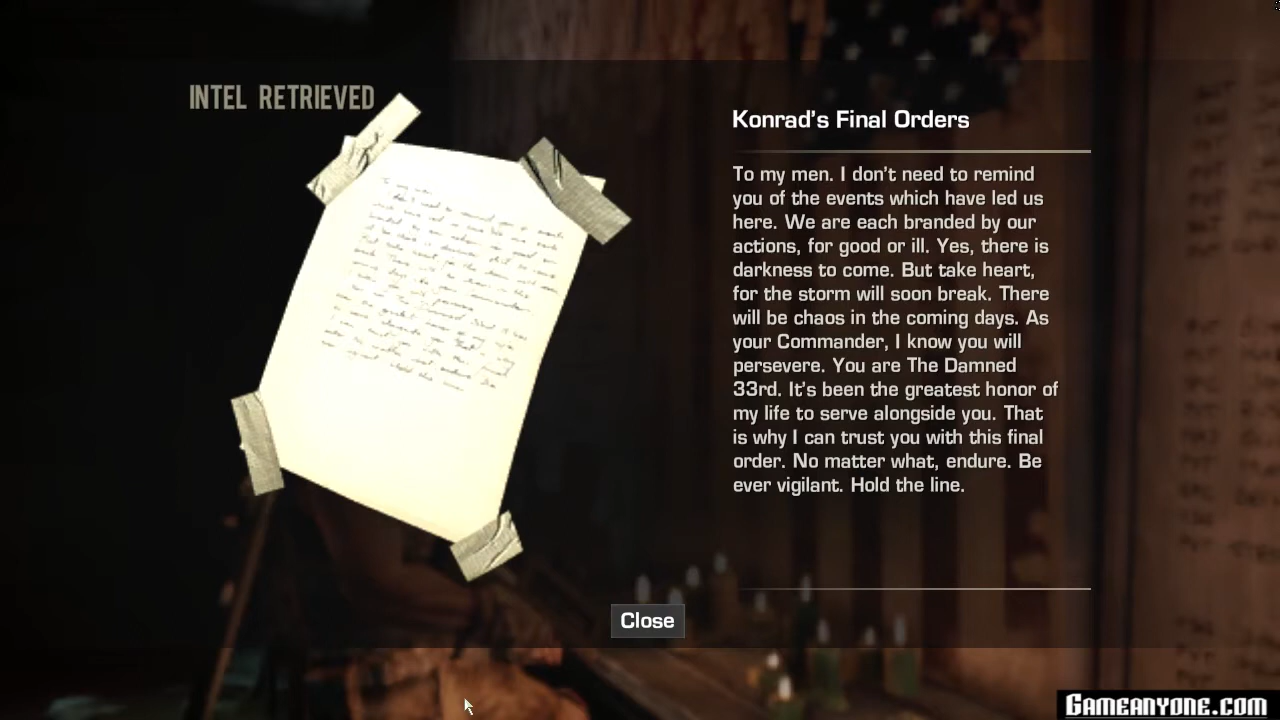 INTEL RETRIEVED
Konrad's Final Orders
To my men. I don't need to remind
you of the events which have led us
here. We are each branded by our
actions, for good or ill. Yes, there is
darkness to come. But take heart,
for the storm will soon break. There
will be chaos in the coming days. As
your Commander, I know you will
persevere. You are The Damned
33rd. It's been the greatest honor of
my life to serve alongside you. That
is why I can trust you with this final
order. No matter what, endure. Be
ever vigilant. Hold the line.
Close
GAMEANYONE.COM